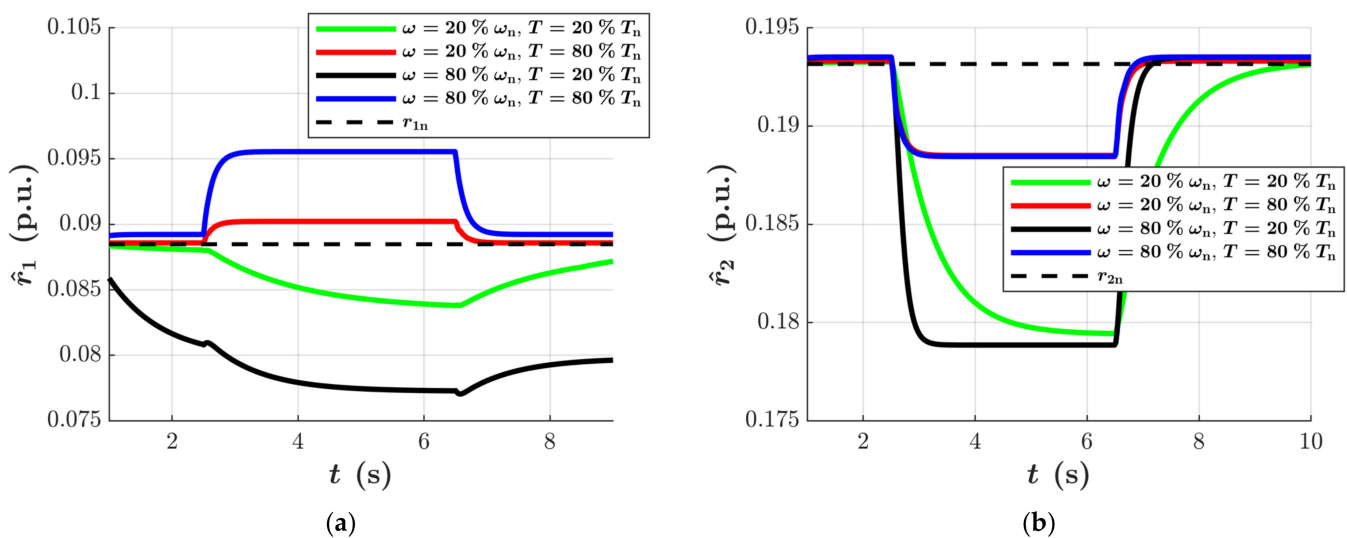 0.105
0.1
0.095
0.09
0.085
0.08
0.075
r̂1 (p.u.)
ω = 20 % ωn, T = 20 % Tn
ω = 20 % ωn, T = 80 % Tn
ω = 80 % ωn, T = 20 % Tn
ω = 80 % ωn, T = 80 % Tn
r1n
2 4 6 8
t (s)
(a)
0.195
0.19
0.185
0.18
0.175
r̂2 (p.u.)
ω = 20 % ωn, T = 20 % Tn
ω = 20 % ωn, T = 80 % Tn
ω = 80 % ωn, T = 20 % Tn
ω = 80 % ωn, T = 80 % Tn
r2n
2 4 6 8 10
t (s)
(b)